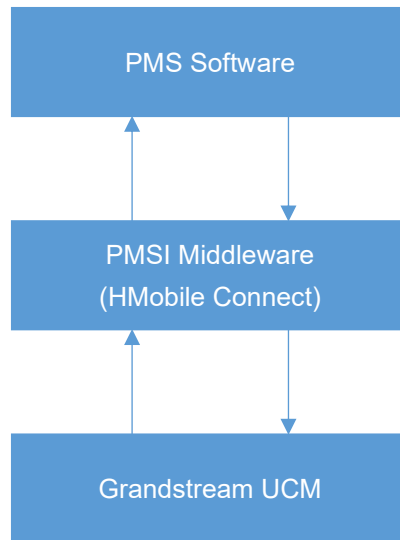 PMS Software
PMSI Middleware
(HMobile Connect)
Grandstream UCM